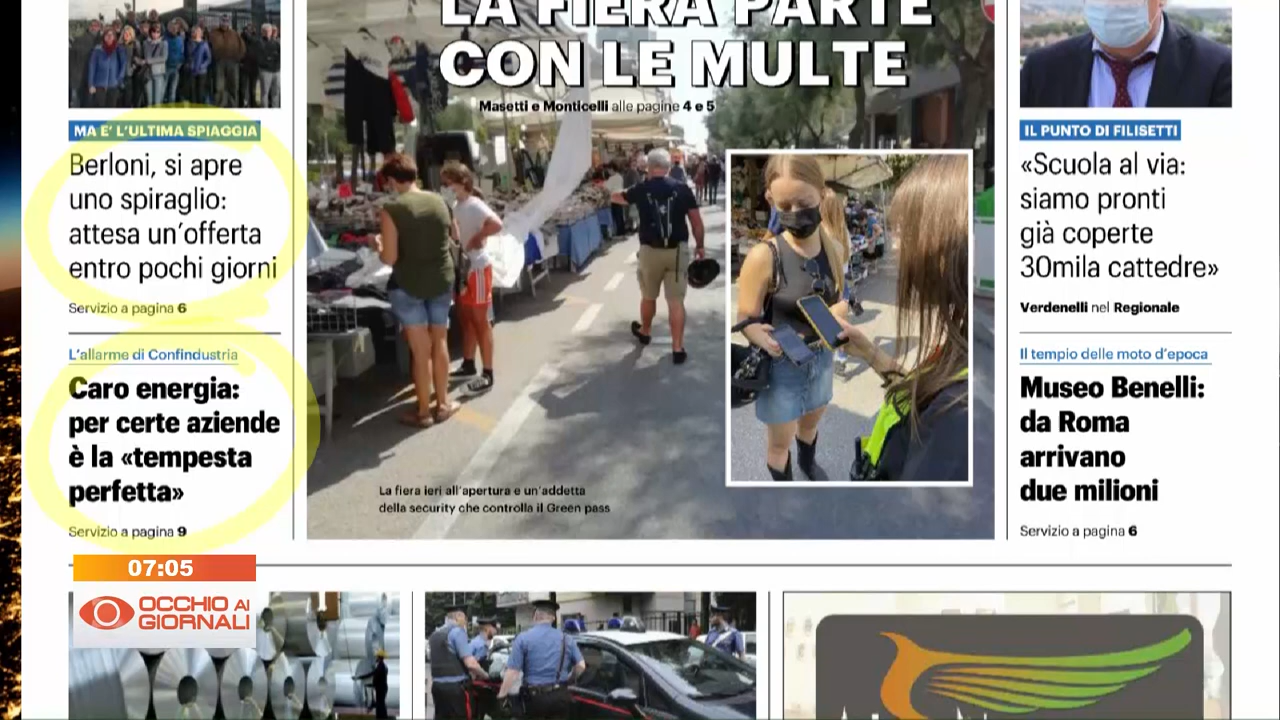 LA FIERA PARTE
CON LE MULTE
Masetti e Monticelli alle pagine 4 e 5
MA E' L'ULTIMA SPIAGGIA
Berloni, si apre
uno spiraglio:
attesa un'offerta
entro pochi giorni
Servizio a pagina 6
L'allarme di Confindustria
Caro energia:
per certe aziende
è la «tempesta
perfetta»
Servizio a pagina 9
La fiera ieri all'apertura e un'addetta
della security che controlla il Green pass
IL PUNTO DI FILISETTI
«Scuola al via:
siamo pronti
già coperte
30mila cattedre»
Verdenelli nel Regionale
Il tempio delle moto d'epoca
Museo Benelli:
da Roma
arrivano
due milioni
Servizio a pagina 6
07:05
OCCHIO AI
GIORNALI